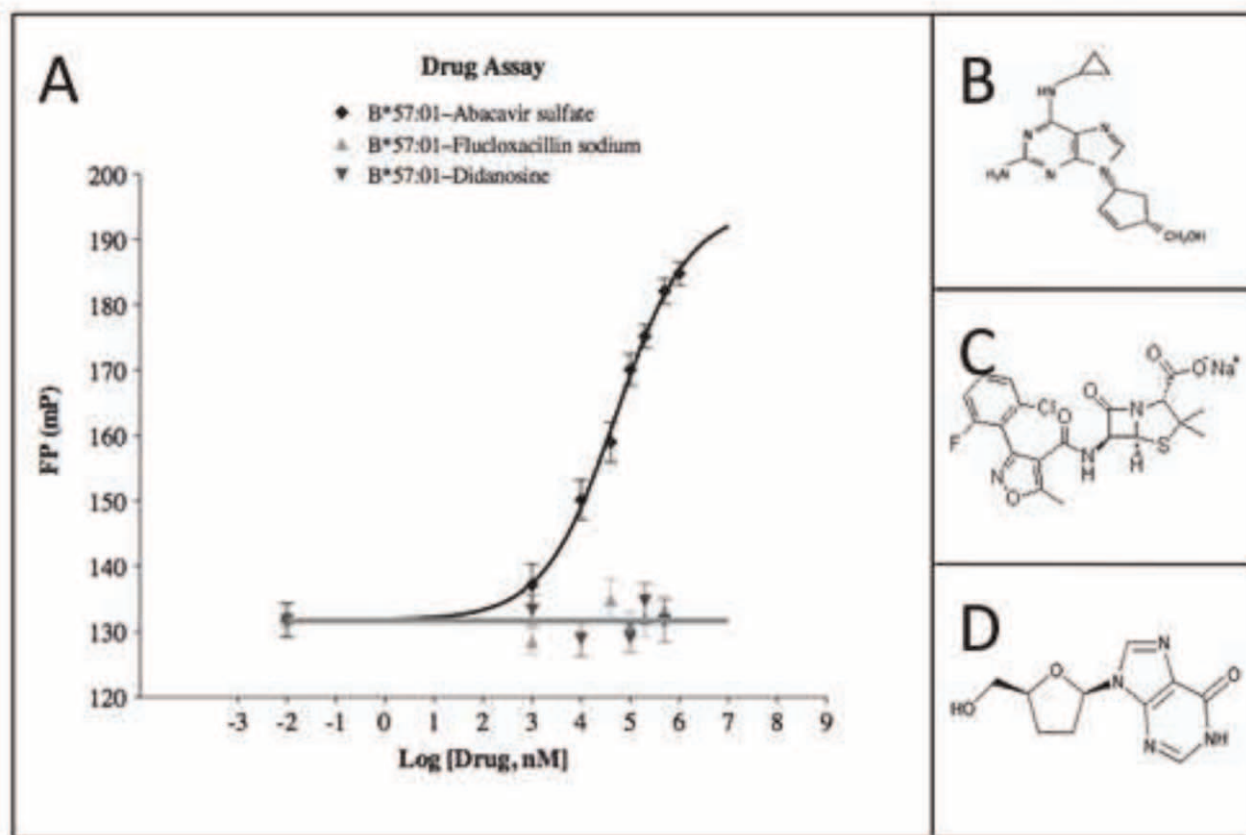 A
Drug Assay
B*57:01–Abacavir sulfate
B*57:01–Flucloxacillin sodium
B*57:01–Didanosine
200
190
180
170
160
150
140
130
120
FP (mP)
-3 -2 -1 0 1 2 3 4 5 6 7 8 9
Log [Drug, nM]
B
HN
N N
H₂N N N
CH₂OH
C
O
O⁻Na⁺
O
Cl O N
F N S
H H
N
O
D
O N O
HO N
N NH